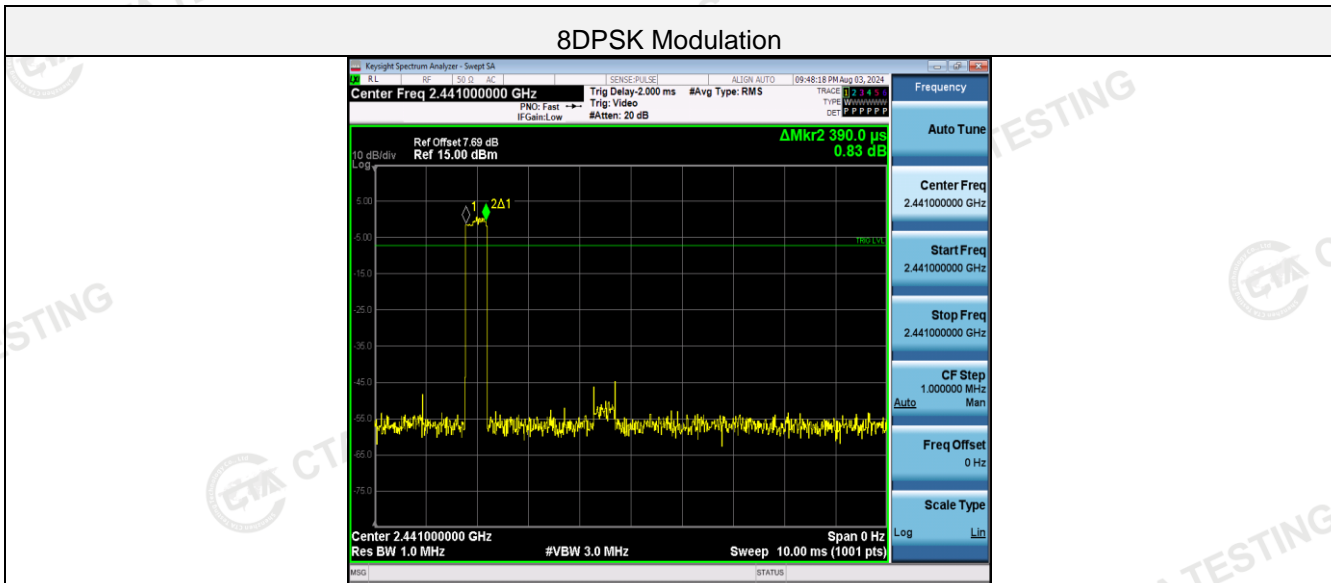 8DPSK Modulation
Keysight Spectrum Analyzer - Swept SA
RL RF 50 Ω AC SENSE:PULSE ALIGN AUTO 09:48:18 PM Aug 03, 2024
Center Freq 2.441000000 GHz
PNO: Fast
IFGain:Low
Trig Delay-2.000 ms
Trig: Video
#Atten: 20 dB
#Avg Type: RMS
TRACE 1 2 3 4 5 6
TYPE WWWWWW
DET P P P P P P
Ref Offset 7.69 dB
10 dB/div Ref 15.00 dBm
Log
ΔMkr2 390.0 µs
0.83 dB
5.00
-5.00
-15.0
-25.0
-35.0
-45.0
-55.0
-65.0
-75.0
1
2Δ1
TRIG LVL
Center 2.441000000 GHz Span 0 Hz
Res BW 1.0 MHz #VBW 3.0 MHz Sweep 10.00 ms (1001 pts)
MSG STATUS
Frequency
Auto Tune
Center Freq
2.441000000 GHz
Start Freq
2.441000000 GHz
Stop Freq
2.441000000 GHz
CF Step
1.000000 MHz
Auto Man
Freq Offset
0 Hz
Scale Type
Log Lin
TESTING
STING
CTA
TESTING